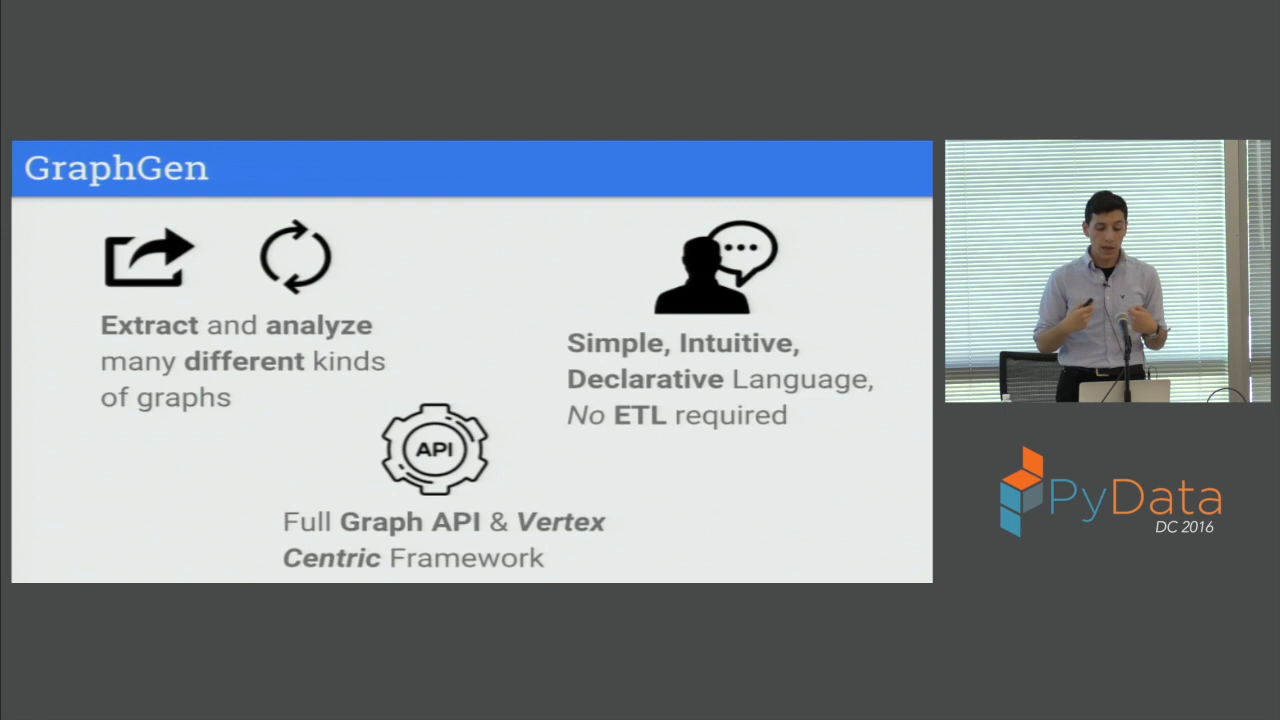 GraphGen
Extract and analyze
many different kinds
of graphs
Simple, Intuitive,
Declarative Language,
No ETL required
API
Full Graph API & Vertex
Centric Framework
PyData
DC 2016